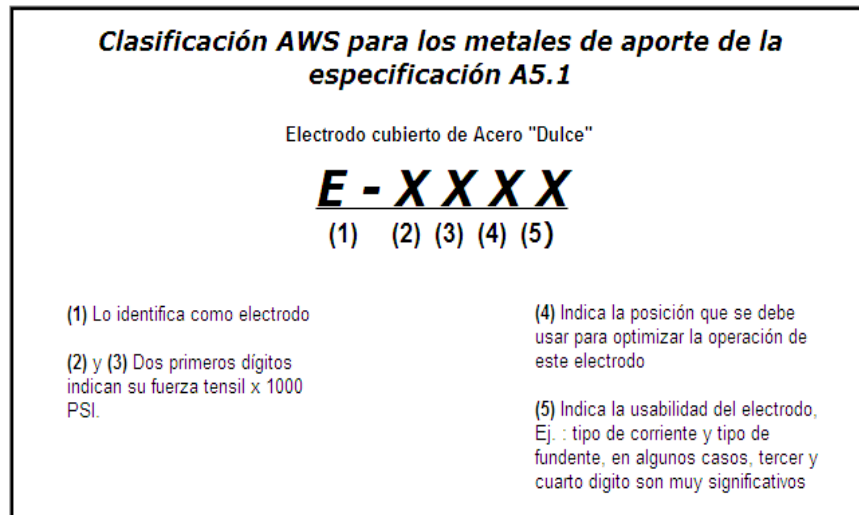 Clasificación AWS para los metales de aporte de la
especificación A5.1
Electrodo cubierto de Acero "Dulce"
E - X X X X
(1) (2) (3) (4) (5)
(1) Lo identifica como electrodo
(2) y (3) Dos primeros dígitos
indican su fuerza tensil x 1000
PSI.
(4) Indica la posición que se debe
usar para optimizar la operación de
este electrodo
(5) Indica la usabilidad del electrodo,
Ej. : tipo de corriente y tipo de
fundente, en algunos casos, tercer y
cuarto digito son muy significativos